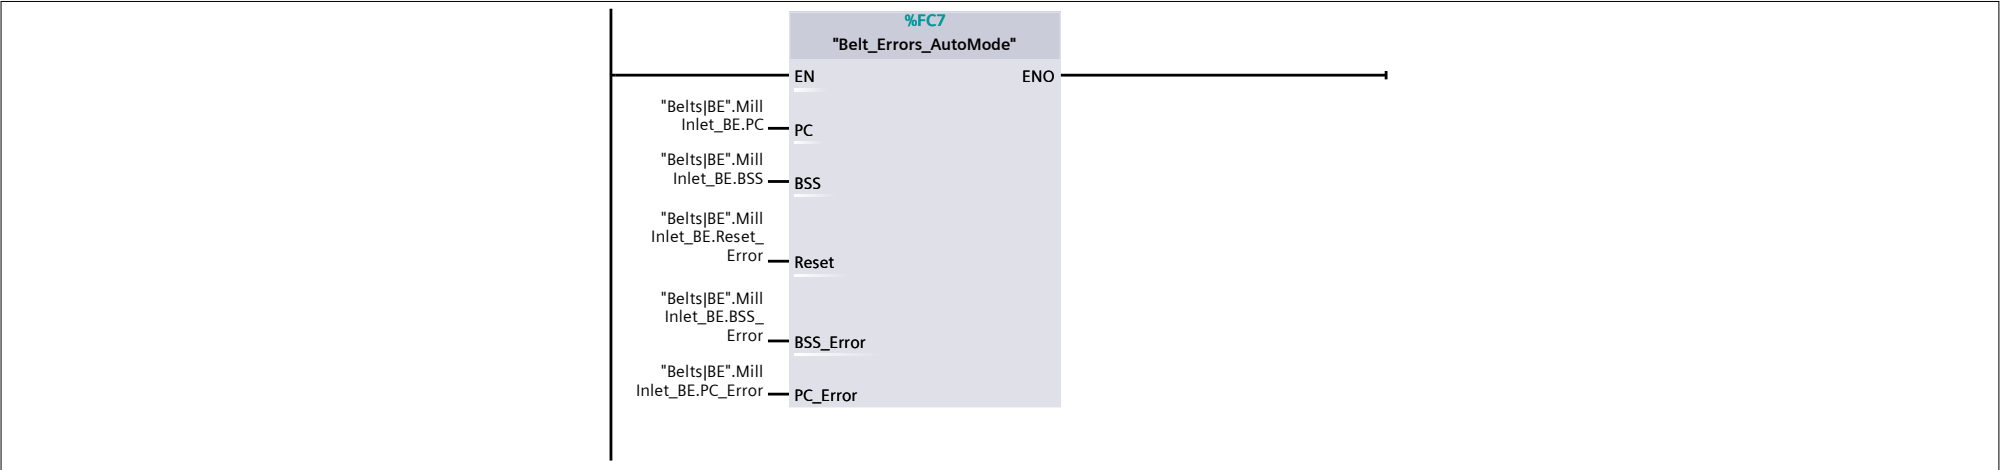 %FC7
"Belt_Errors_AutoMode"
EN
ENO
"Belts|BE".Mill
Inlet_BE.PC
PC
"Belts|BE".Mill
Inlet_BE.BSS
BSS
"Belts|BE".Mill
Inlet_BE.Reset_
Error
Reset
"Belts|BE".Mill
Inlet_BE.BSS_
Error
BSS_Error
"Belts|BE".Mill
Inlet_BE.PC_Error
PC_Error